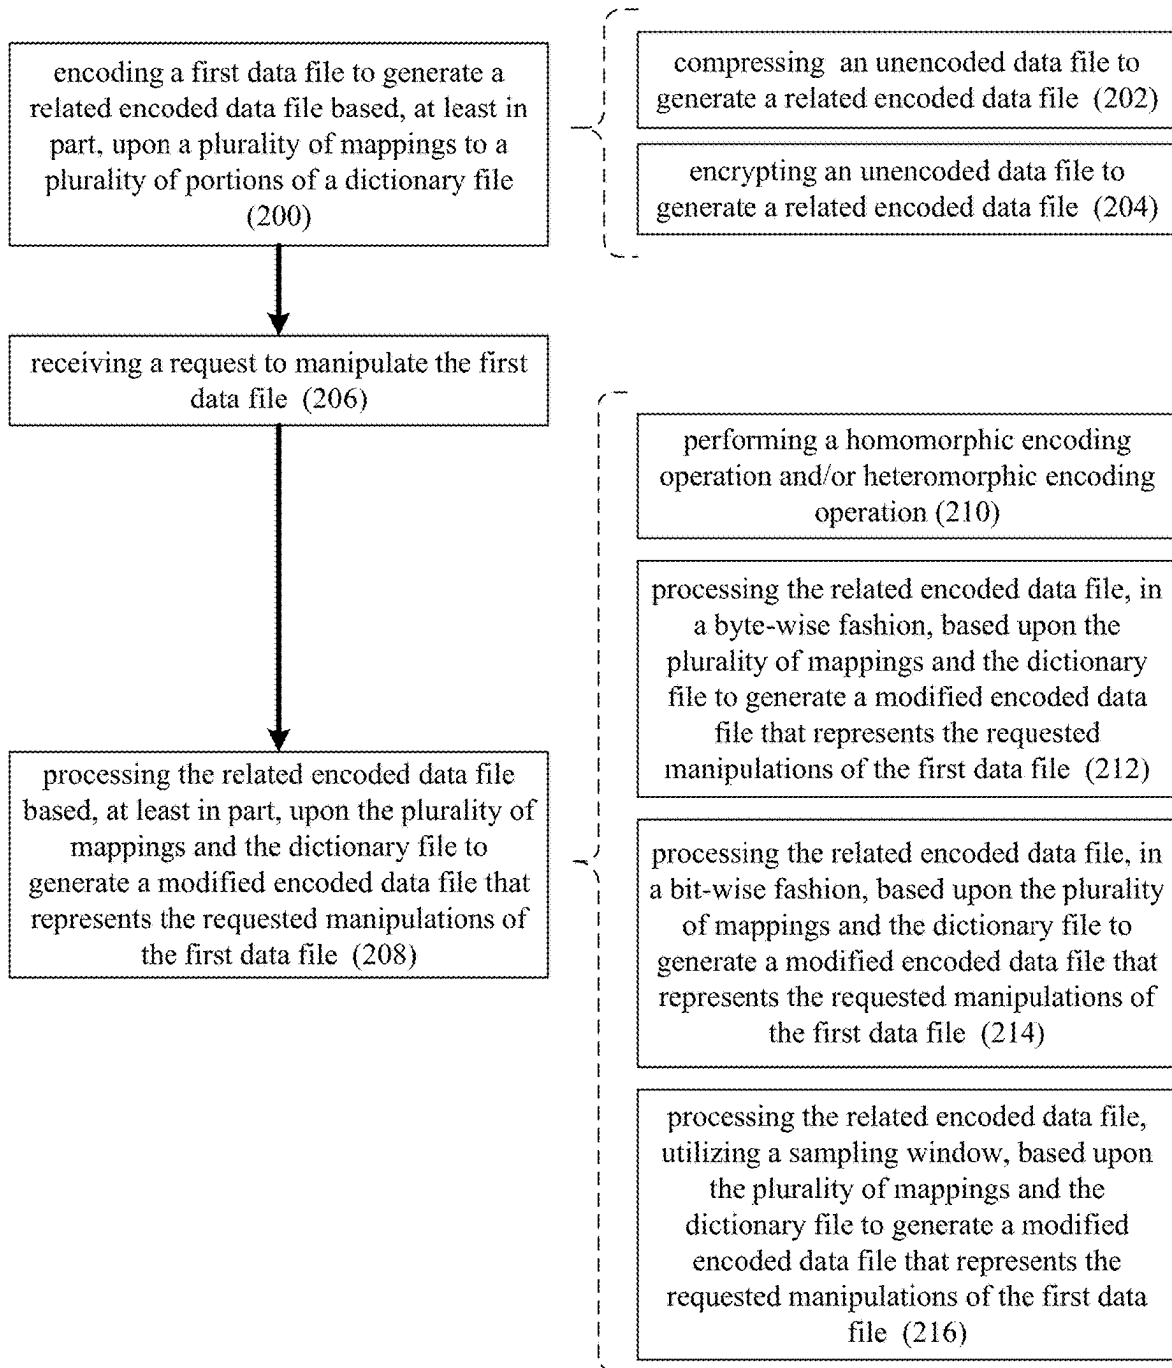 encoding a first data file to generate a
related encoded data file based, at least in
part, upon a plurality of mappings to a
plurality of portions of a dictionary file
(200)
compressing an unencoded data file to
generate a related encoded data file (202)
encrypting an unencoded data file to
generate a related encoded data file (204)
receiving a request to manipulate the first
data file (206)
processing the related encoded data file
based, at least in part, upon the plurality of
mappings and the dictionary file to
generate a modified encoded data file that
represents the requested manipulations of
the first data file (208)
performing a homomorphic encoding
operation and/or heteromorphic encoding
operation (210)
processing the related encoded data file, in
a byte-wise fashion, based upon the
plurality of mappings and the dictionary
file to generate a modified encoded data
file that represents the requested
manipulations of the first data file (212)
processing the related encoded data file, in
a bit-wise fashion, based upon the plurality
of mappings and the dictionary file to
generate a modified encoded data file that
represents the requested manipulations of
the first data file (214)
processing the related encoded data file,
utilizing a sampling window, based upon
the plurality of mappings and the
dictionary file to generate a modified
encoded data file that represents the
requested manipulations of the first data
file (216)